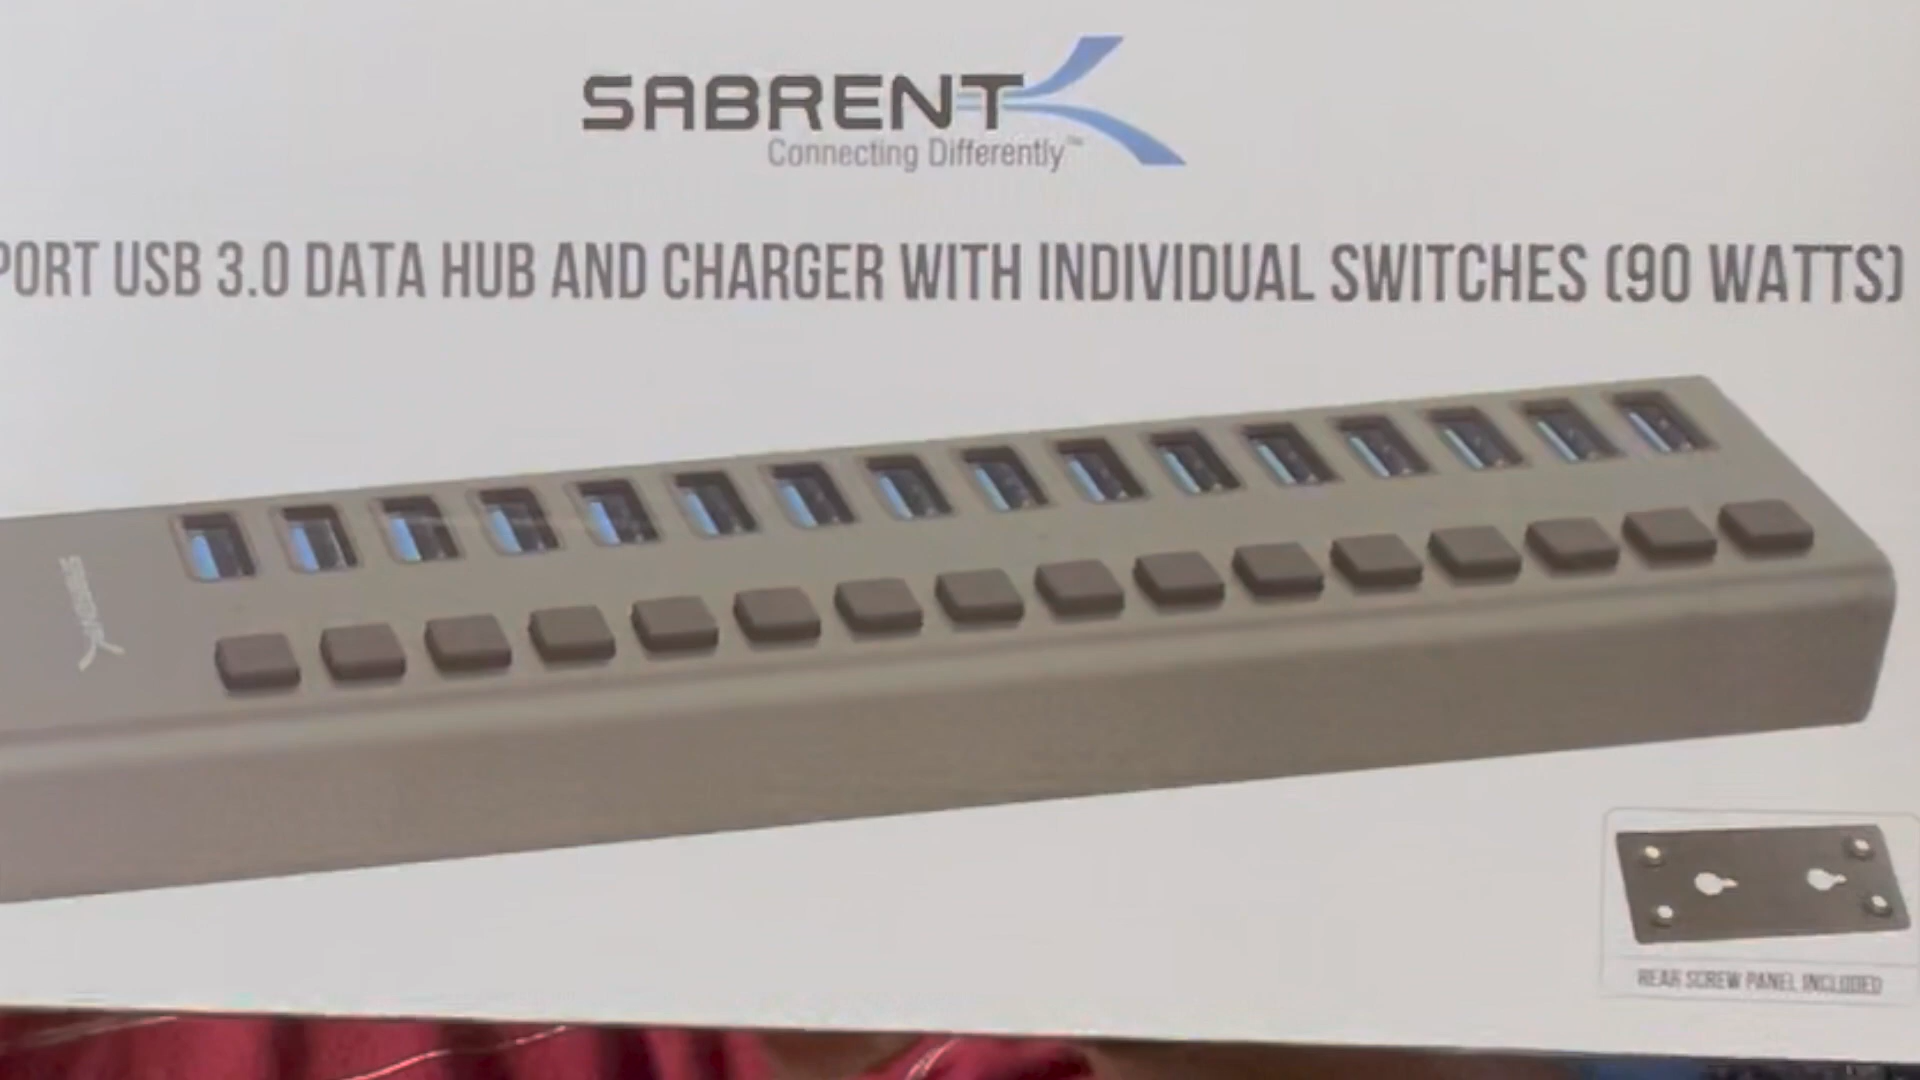 SABRENT
Connecting Differently™
PORT USB 3.0 DATA HUB AND CHARGER WITH INDIVIDUAL SWITCHES (90 WATTS)
SABRENT
REAR SCREW PANEL INCLUDED